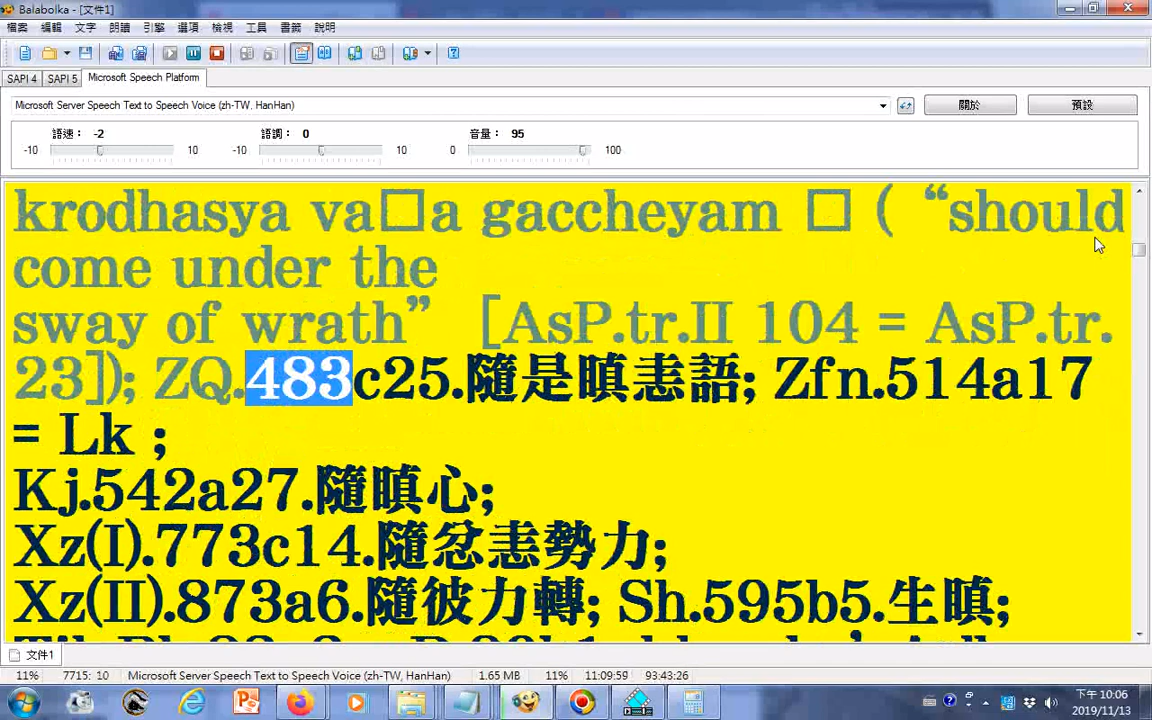 Balabolka - [文件1]
檔案 編輯 文字 朗讀 引擎 選項 檢視 工具 書籤 說明
SAPI 4 SAPI 5 Microsoft Speech Platform
Microsoft Server Speech Text to Speech Voice (zh-TW, HanHan)
關於 預設
語速： -2 語調： 0 音量： 95
-10 10 -10 10 0 100
krodhasya va□a gaccheyam □ (“should
come under the
sway of wrath” [AsP.tr.II 104 = AsP.tr.
23]); ZQ.483c25.隨是瞋恚語; Zfn.514a17
= Lk ;
Kj.542a27.隨瞋心;
Xz(I).773c14.隨忿恚勢力;
Xz(II).873a6.隨彼力轉; Sh.595b5.生瞋;
文件1
11% 7715: 10 Microsoft Server Speech Text to Speech Voice (zh-TW, HanHan) 1.65 MB 11% 11:09:59 93:43:26
下午 10:06
2019/11/13